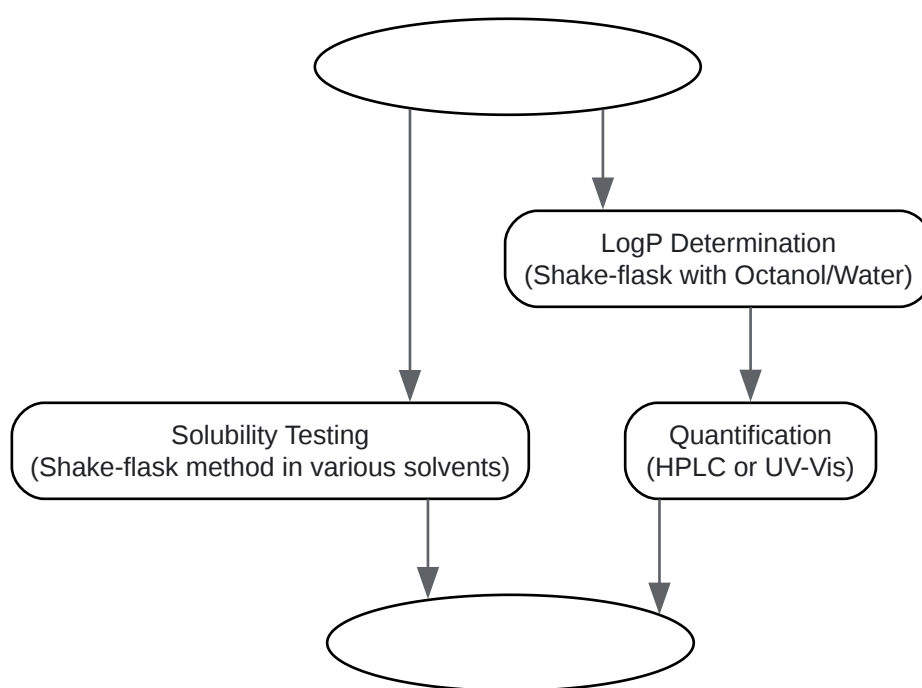 LogP Determination
(Shake-flask with Octanol/Water)
Solubility Testing
(Shake-flask method in various solvents)
Quantification
(HPLC or UV-Vis)